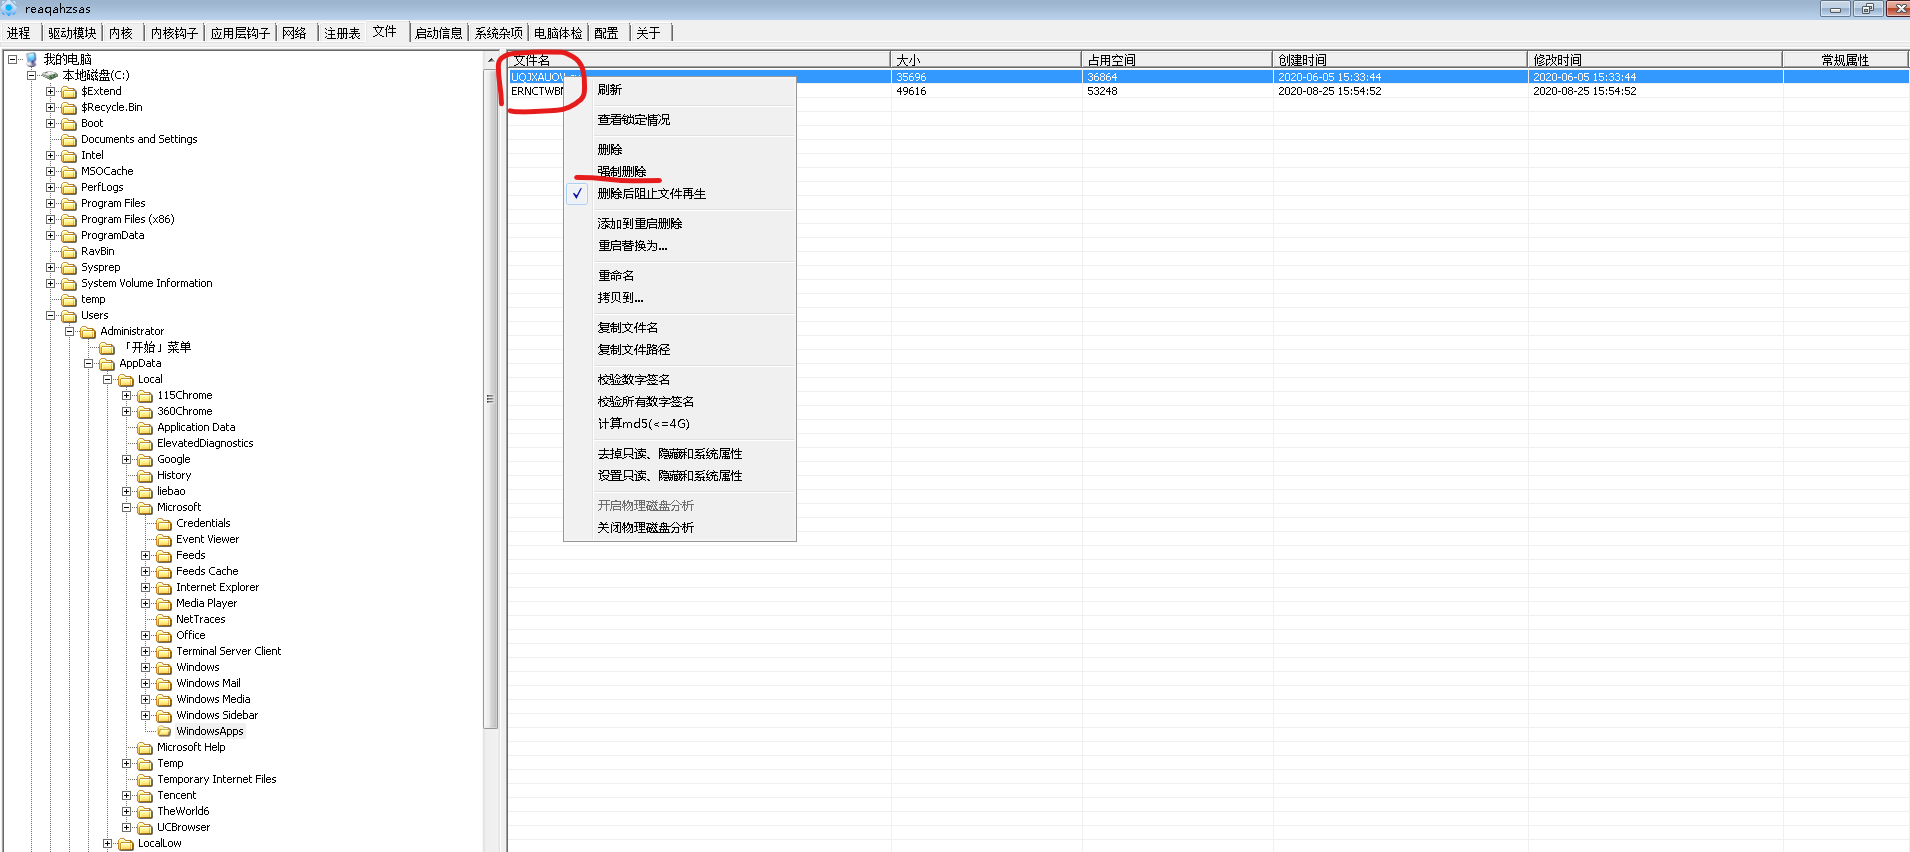 reaqahzsas
进程 驱动模块 内核 内核钩子 应用层钩子 网络 注册表 文件 启动信息 系统杂项 电脑体检 配置 关于
我的电脑
本地磁盘(C:)
$Extend
$Recycle.Bin
Boot
Documents and Settings
Intel
MSOCache
PerfLogs
Program Files
Program Files (x86)
ProgramData
RavBin
Sysprep
System Volume Information
temp
Users
Administrator
「开始」菜单
AppData
Local
115Chrome
360Chrome
Application Data
ElevatedDiagnostics
Google
History
liebao
Microsoft
Credentials
Event Viewer
Feeds
Feeds Cache
Internet Explorer
Media Player
NetTraces
Office
Terminal Server Client
Windows
Windows Mail
Windows Media
Windows Sidebar
WindowsApps
Microsoft Help
Temp
Temporary Internet Files
Tencent
TheWorld6
UCBrowser
LocalLow
文件名 大小 占用空间 创建时间 修改时间 常规属性
35696 36864 2020-06-05 15:33:44 2020-06-05 15:33:44
49616 53248 2020-08-25 15:54:52 2020-08-25 15:54:52
刷新
查看锁定情况
删除
强制删除
删除后阻止文件再生
添加到重启删除
重启替换为...
重命名
拷贝到...
复制文件名
复制文件路径
校验数字签名
校验所有数字签名
计算md5(<=4G)
去掉只读、隐藏和系统属性
设置只读、隐藏和系统属性
开启物理磁盘分析
关闭物理磁盘分析